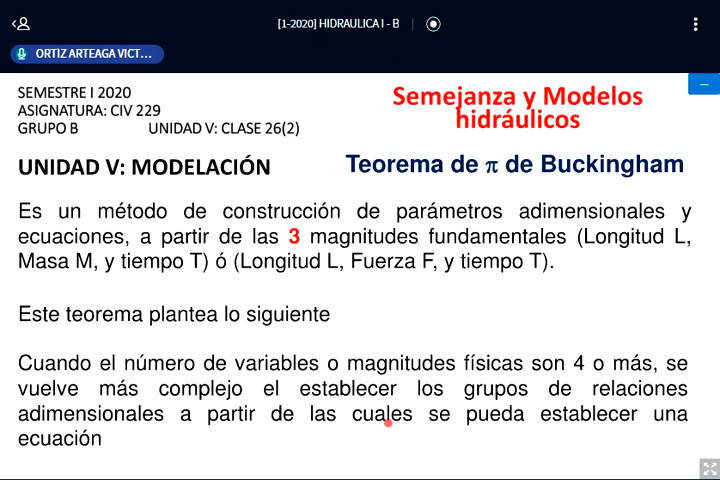 [1-2020] HIDRAULICA I - B
ORTIZ ARTEAGA VICT...
SEMESTRE I 2020
ASIGNATURA: CIV 229
GRUPO B UNIDAD V: CLASE 26(2)
Semejanza y Modelos
hidráulicos
UNIDAD V: MODELACIÓN
Teorema de π de Buckingham
Es un método de construcción de parámetros adimensionales y
ecuaciones, a partir de las 3 magnitudes fundamentales (Longitud L,
Masa M, y tiempo T) ó (Longitud L, Fuerza F, y tiempo T).
Este teorema plantea lo siguiente
Cuando el número de variables o magnitudes físicas son 4 o más, se
vuelve más complejo el establecer los grupos de relaciones
adimensionales a partir de las cuales se pueda establecer una
ecuación